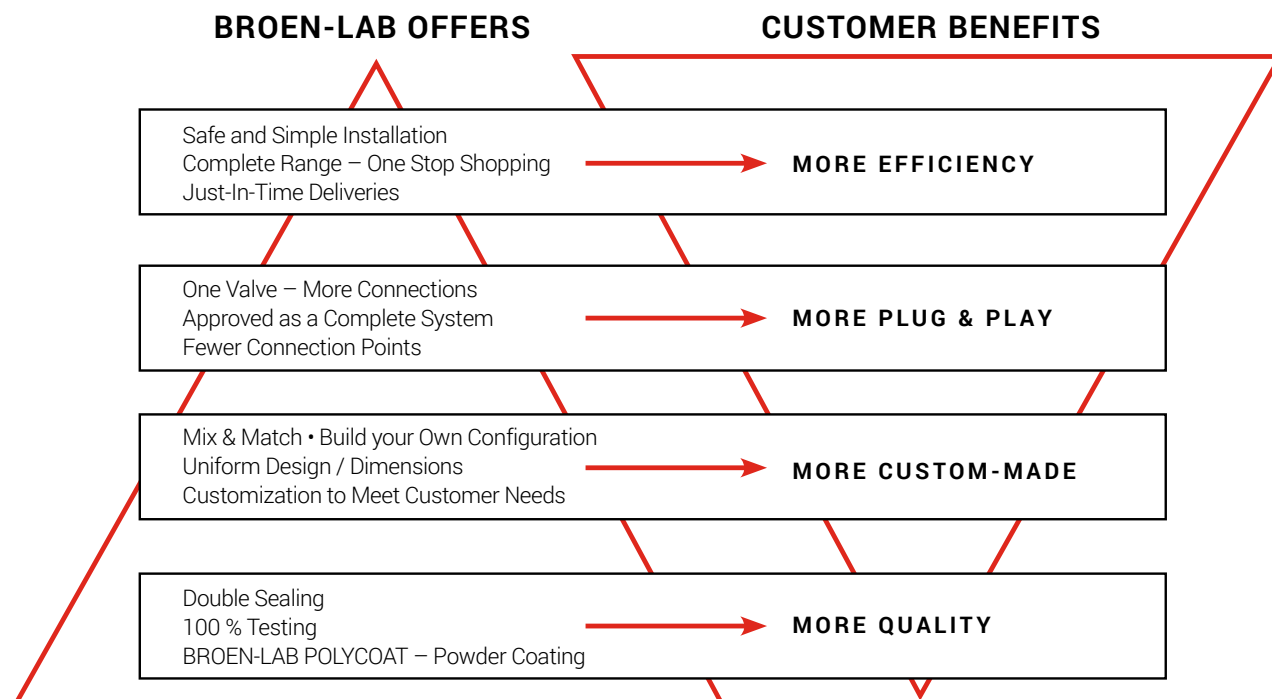 BROEN-LAB OFFERS
CUSTOMER BENEFITS
Safe and Simple Installation
Complete Range – One Stop Shopping
Just-In-Time Deliveries
MORE EFFICIENCY
One Valve – More Connections
Approved as a Complete System
Fewer Connection Points
MORE PLUG & PLAY
Mix & Match • Build your Own Configuration
Uniform Design / Dimensions
Customization to Meet Customer Needs
MORE CUSTOM-MADE
Double Sealing
100 % Testing
BROEN-LAB POLYCOAT – Powder Coating
MORE QUALITY